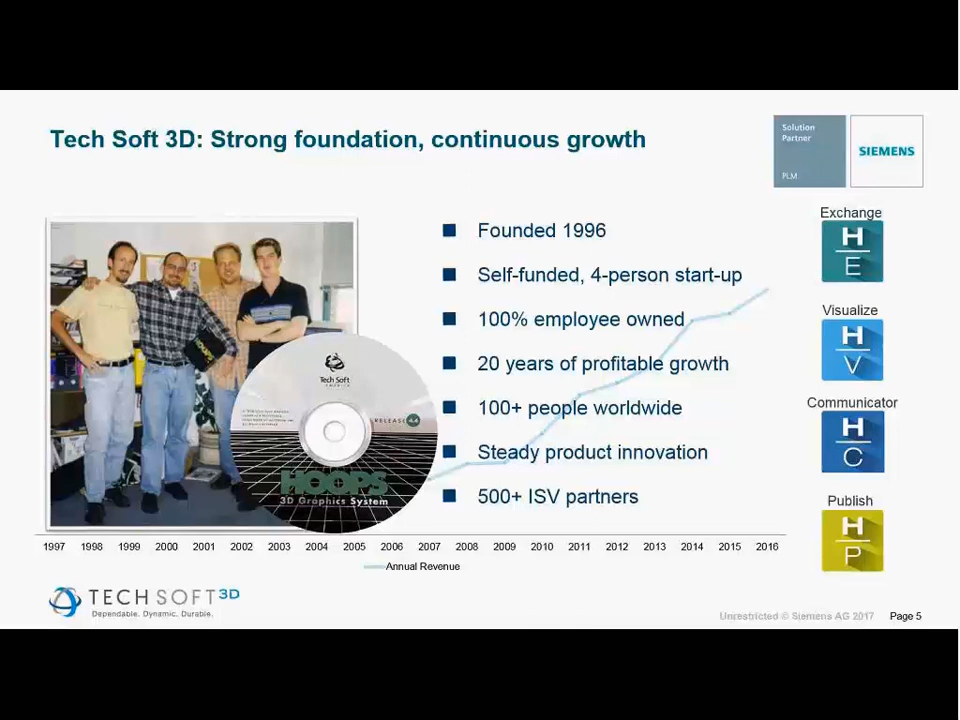 Tech Soft 3D: Strong foundation, continuous growth
Solution
Partner
PLM
SIEMENS
Founded 1996
Self-funded, 4-person start-up
100% employee owned
20 years of profitable growth
100+ people worldwide
Steady product innovation
500+ ISV partners
Exchange
H
E
Visualize
H
V
Communicator
H
C
Publish
H
P
HOOPS
Tech Soft
AMERICA
RELEASE 4.4
HOOPS
3D Graphics System
1997 1998 1999 2000 2001 2002 2003 2004 2005 2006 2007 2008 2009 2010 2011 2012 2013 2014 2015 2016
Annual Revenue
TECH SOFT 3D
Dependable. Dynamic. Durable.
Unrestricted © Siemens AG 2017
Page 5